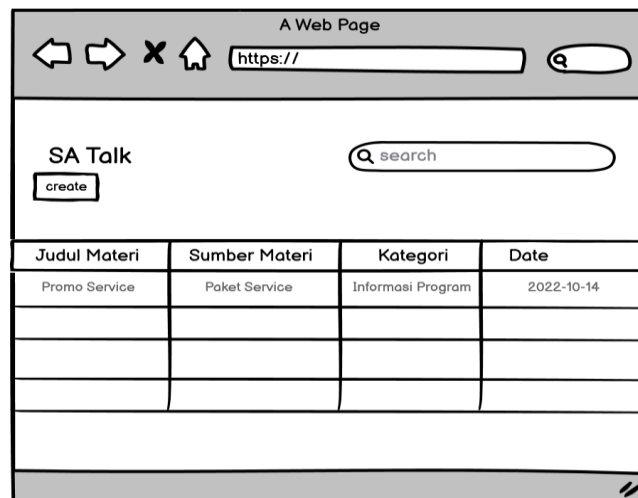 A Web Page
https://
SA Talk
search
create
Judul Materi Sumber Materi Kategori Date
Promo Service Paket Service Informasi Program 2022-10-14